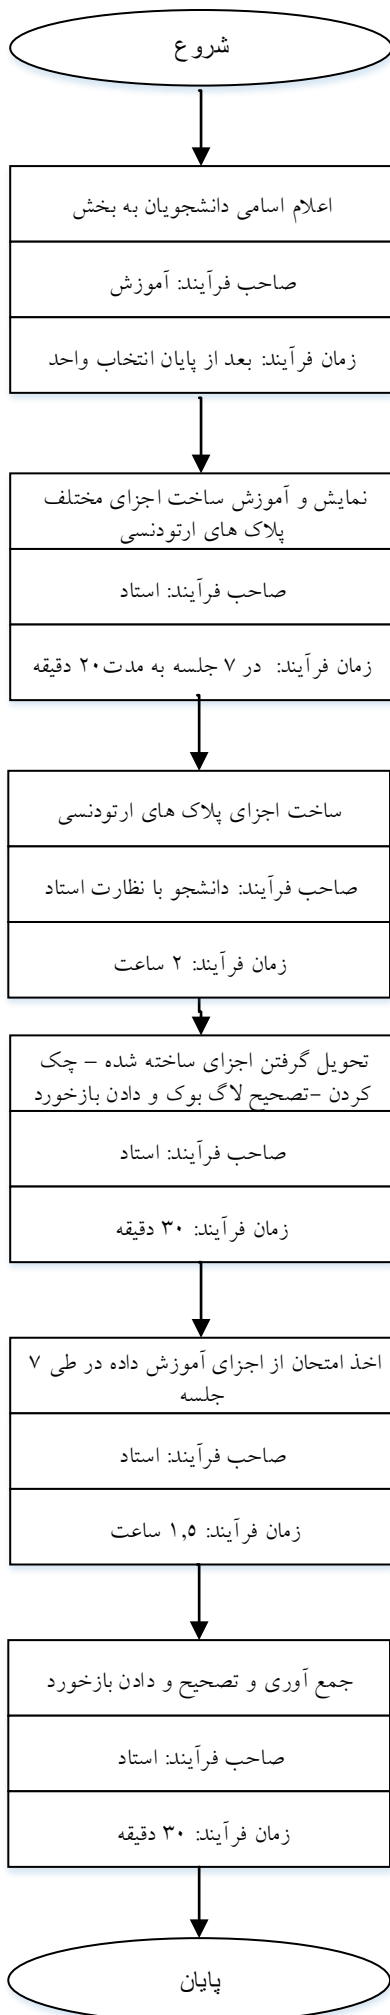 شروع
اعلام اسامی دانشجویان به بخش
صاحب فرآیند: آموزش
زمان فرآیند: بعد از پایان انتخاب واحد
نمایش و آموزش ساخت اجزای مختلف
پلاک های ارتودنسی
صاحب فرآیند: استاد
زمان فرآیند: در ۷ جلسه به مدت۲۰ دقیقه
ساخت اجزای پلاک های ارتودنسی
صاحب فرآیند: دانشجو با نظارت استاد
زمان فرآیند: ۲ ساعت
تحویل گرفتن اجزای ساخته شده – چک
کردن –تصحیح لاگ بوک و دادن بازخورد
صاحب فرآیند: استاد
زمان فرآیند: ۳۰ دقیقه
اخذ امتحان از اجزای آموزش داده در طی ۷
جلسه
صاحب فرآیند: استاد
زمان فرآیند: ۱,۵ ساعت
جمع آوری و تصحیح و دادن بازخورد
صاحب فرآیند: استاد
زمان فرآیند: ۳۰ دقیقه
پایان